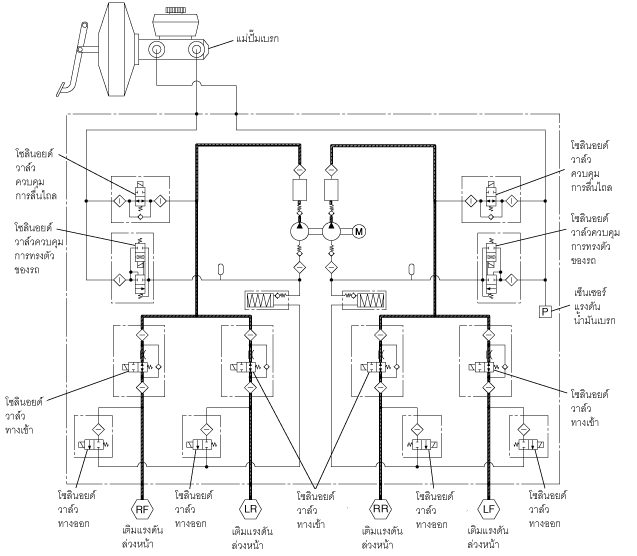 แม่ปั๊มเบรก
โซลินอยด์
วาล์ว
ควบคุม
การลื่นไถล
โซลินอยด์
วาล์ว
ควบคุม
การลื่นไถล
โซลินอยด์
วาล์วควบคุม
การทรงตัว
ของรถ
M
โซลินอยด์
วาล์วควบคุม
การทรงตัว
ของรถ
P
เซ็นเซอร์
แรงดัน
น้ำมันเบรก
โซลินอยด์
วาล์ว
ทางเข้า
โซลินอยด์
วาล์ว
ทางเข้า
โซลินอยด์
วาล์ว
ทางออก
RF
เติมแรงดัน
ล่วงหน้า
โซลินอยด์
วาล์ว
ทางออก
LR
เติมแรงดัน
ล่วงหน้า
โซลินอยด์
วาล์ว
ทางเข้า
RR
เติมแรงดัน
ล่วงหน้า
โซลินอยด์
วาล์ว
ทางออก
LF
เติมแรงดัน
ล่วงหน้า
โซลินอยด์
วาล์ว
ทางออก